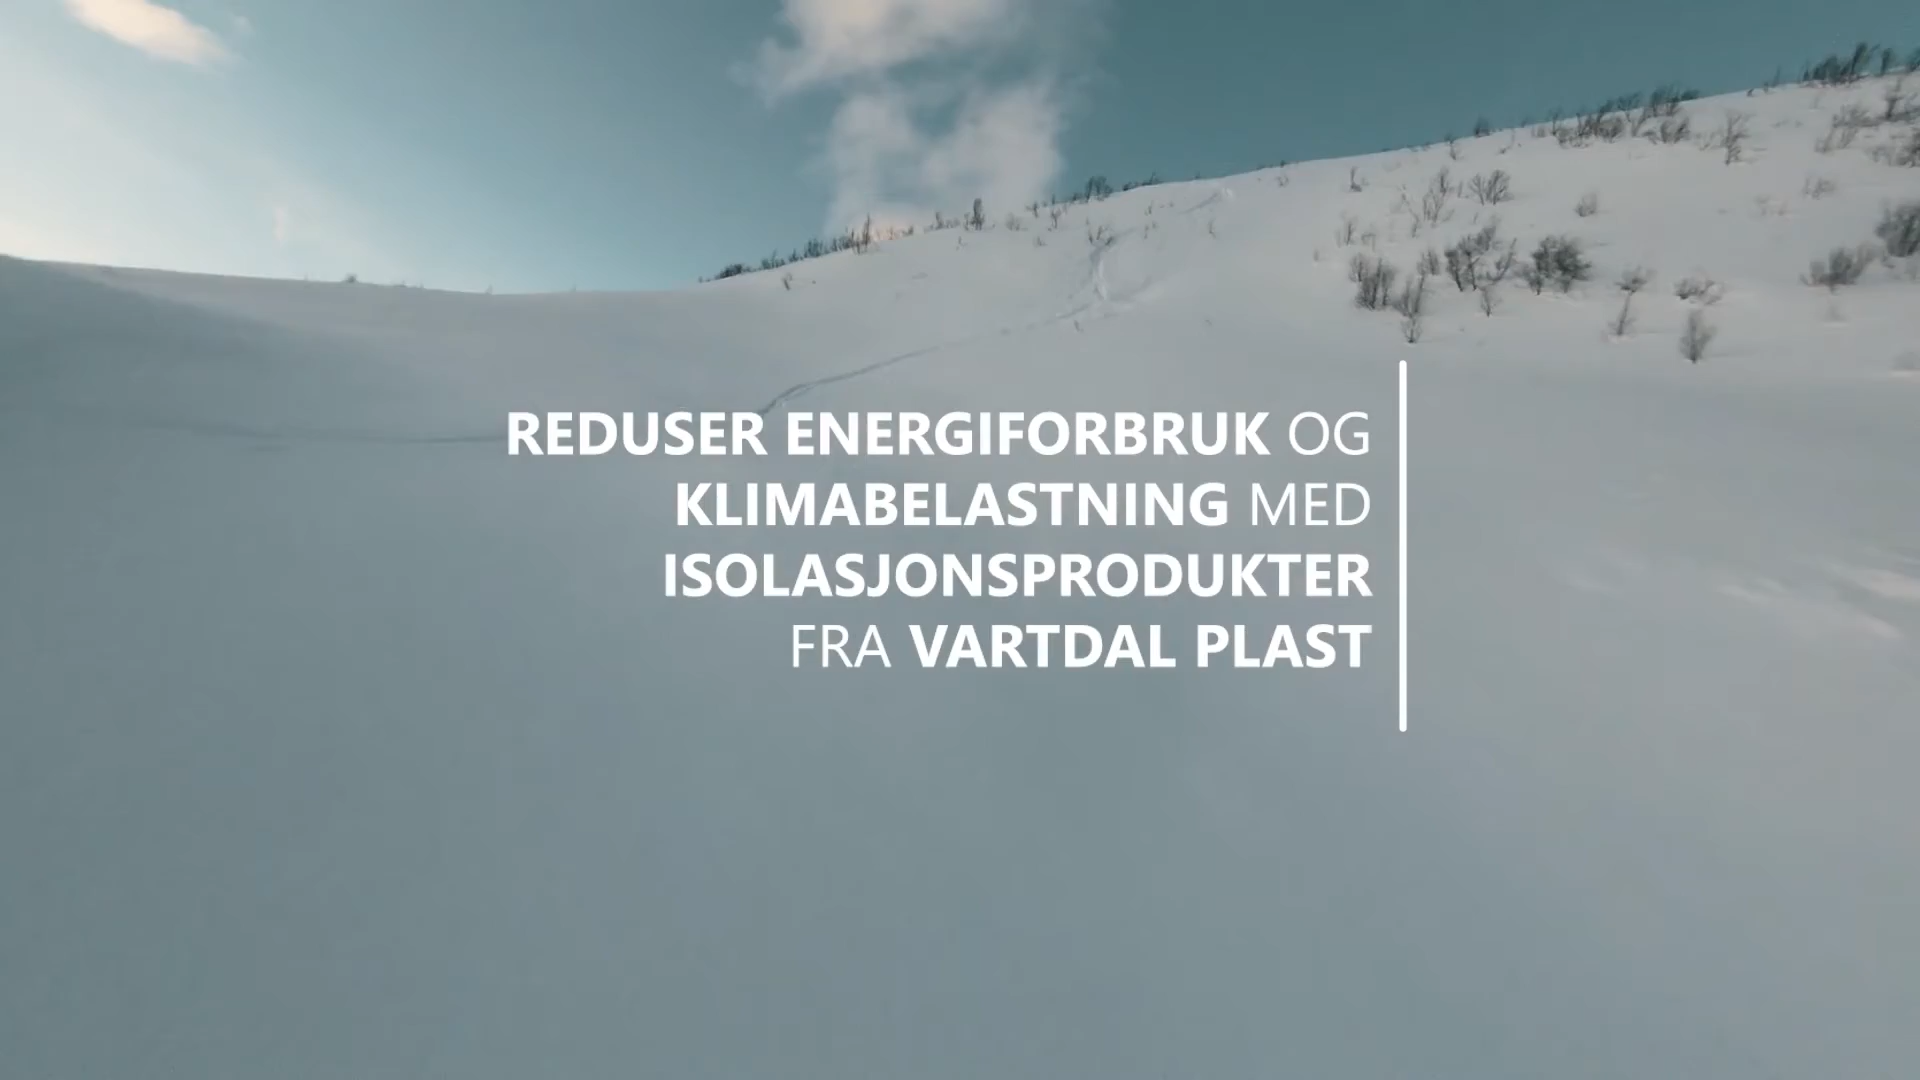 REDUSER ENERGIFORBRUK OG
KLIMABELASTNING MED
ISOLASJONSPRODUKTER
FRA VARTDAL PLAST